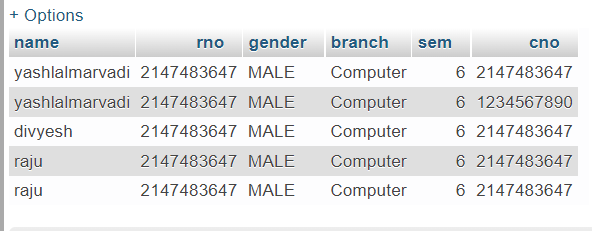 + Options
name rno gender branch sem cno
yashlalmarvadi 2147483647 MALE Computer 6 2147483647
yashlalmarvadi 2147483647 MALE Computer 6 1234567890
divyesh 2147483647 MALE Computer 6 2147483647
raju 2147483647 MALE Computer 6 2147483647
raju 2147483647 MALE Computer 6 2147483647